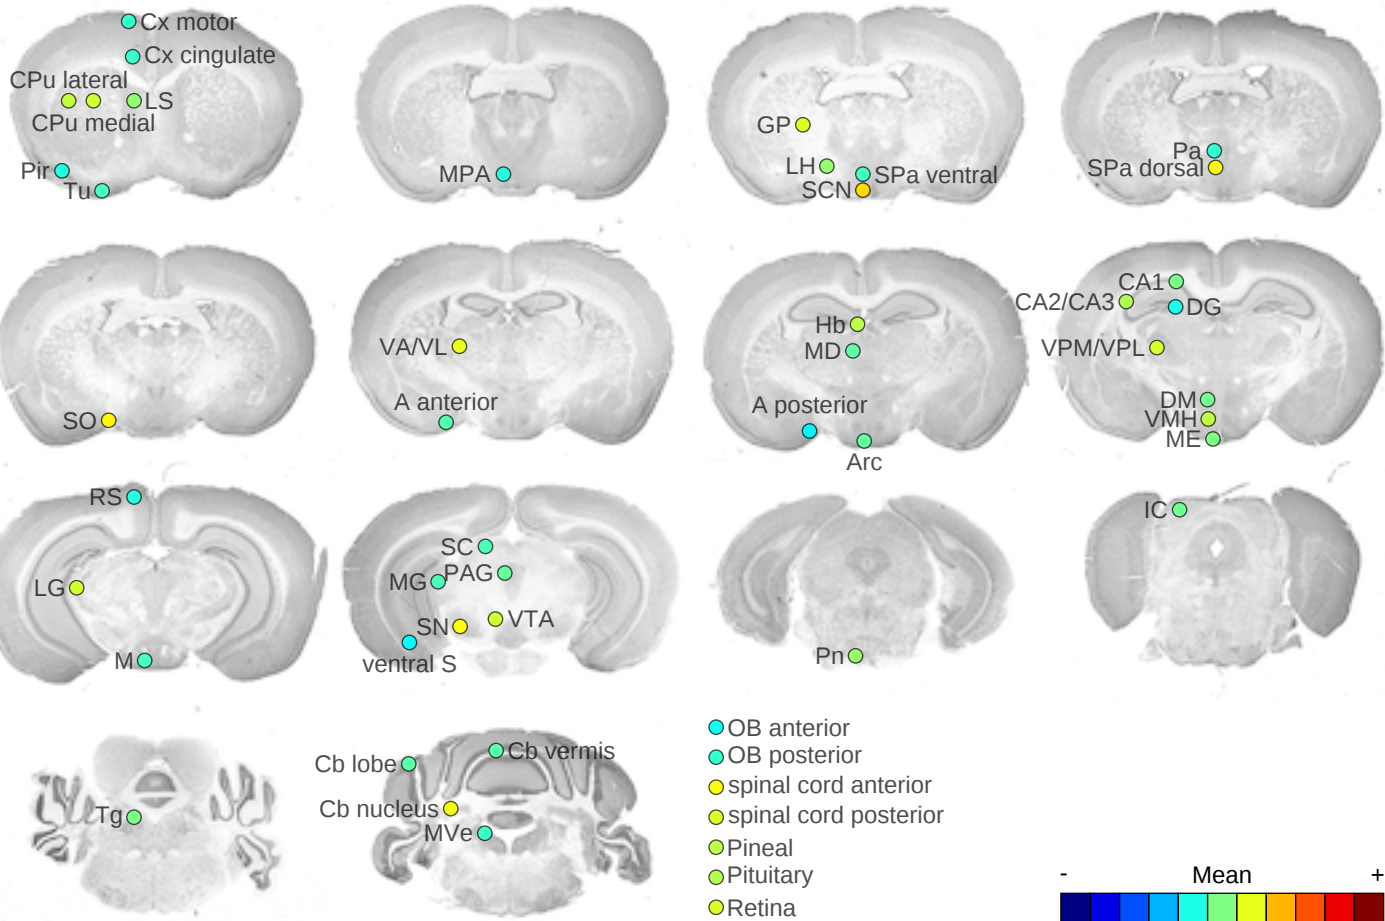 Cx motor
Cx cingulate
CPu lateral
LS
CPu medial
Pir
Tu
MPA
GP
LH
SPa ventral
SCN
Pa
SPa dorsal
SO
VA/VL
A anterior
Hb
MD
A posterior
Arc
CA1
CA2/CA3
DG
VPM/VPL
DM
VMH
ME
RS
LG
M
SC
MG
PAG
SN
VTA
ventral S
Pn
IC
Tg
Cb lobe
Cb vermis
Cb nucleus
MVe
OB anterior
OB posterior
spinal cord anterior
spinal cord posterior
Pineal
Pituitary
Retina
- Mean +